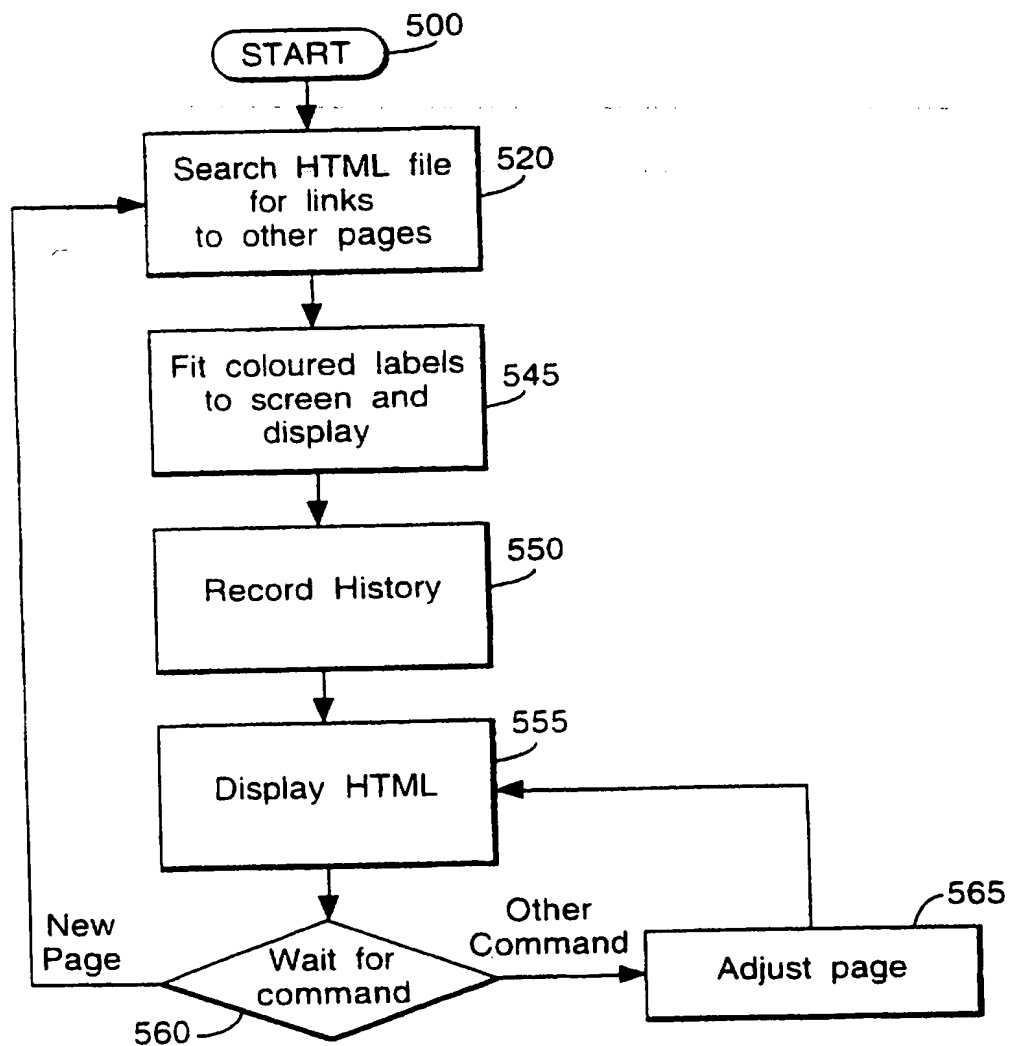 500
START
Search HTML file
for links
to other pages
520
Fit coloured labels
to screen and
display
545
Record History
550
Display HTML
555
New
Page
Wait for
command
560
Other
Command
Adjust page
565